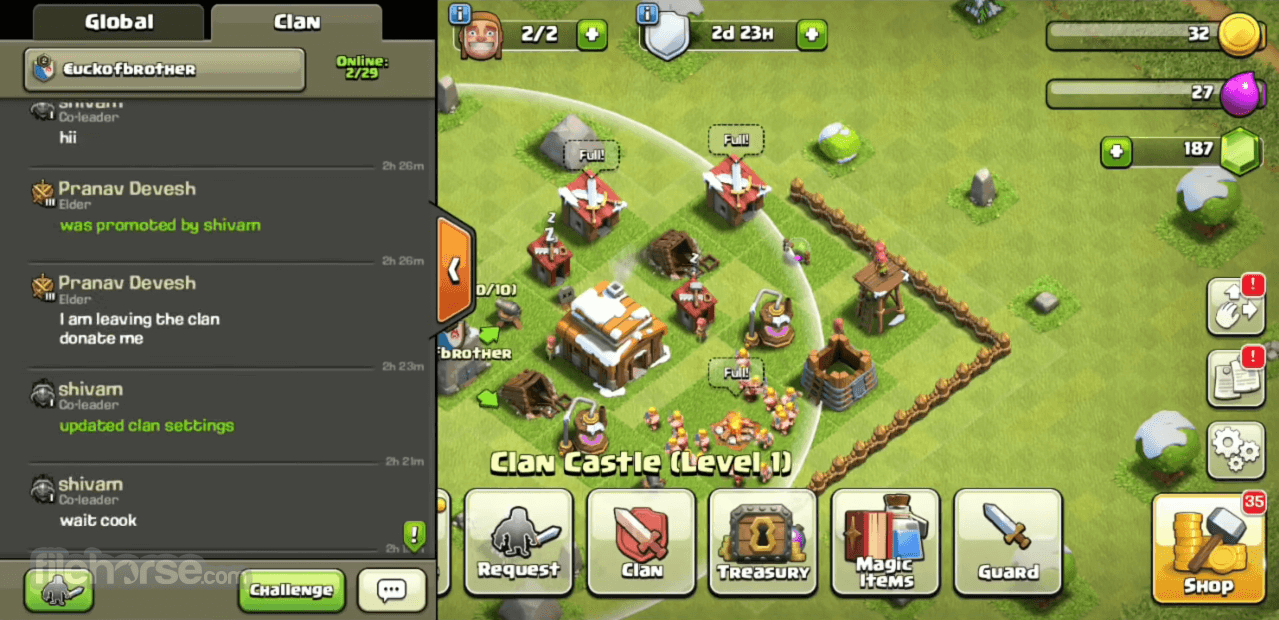 Global
Clan
Euckofbrother
Online:
2/29
shivam
Co-leader
hii
2h 26m
Pranav Devesh
Elder
was promoted by shivam
2h 26m
Pranav Devesh
Elder
I am leaving the clan
donate me
2h 23m
shivam
Co-leader
updated clan settings
2h 21m
shivam
Co-leader
wait cook
filehorse.com
Challenge
2/2
2d 23H
32
27
187
Full!
Full!
z
z
z
z
0/10)
fbrother
Full!
Clan Castle (Level 1)
Request
Clan
Treasury
Magic
Items
Guard
!
!
!
35
Shop